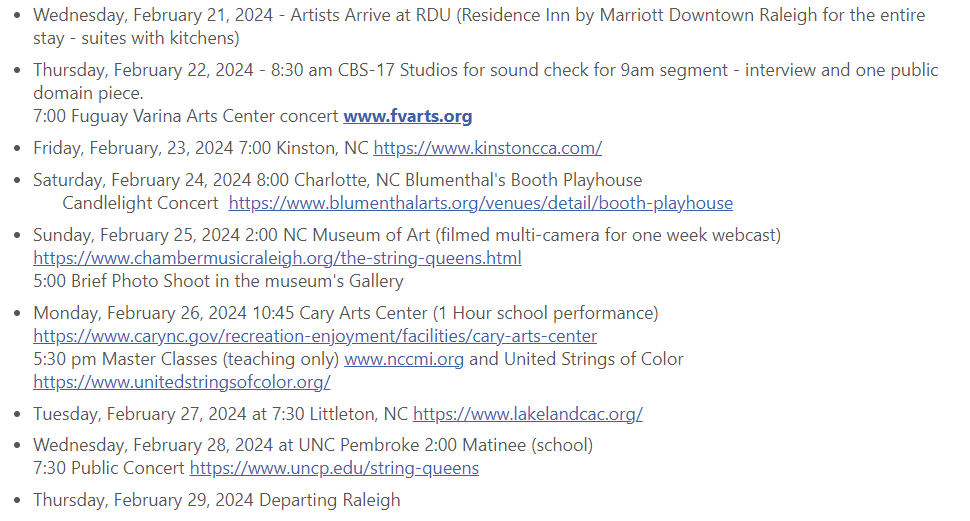 Wednesday, February 21, 2024 - Artists Arrive at RDU (Residence Inn by Marriott Downtown Raleigh for the entire
stay - suites with kitchens)
Thursday, February 22, 2024 - 8:30 am CBS-17 Studios for sound check for 9am segment - interview and one public
domain piece.
7:00 Fuguay Varina Arts Center concert www.fvarts.org
Friday, February, 23, 2024 7:00 Kinston, NC https://www.kinstoncca.com/
Saturday, February 24, 2024 8:00 Charlotte, NC Blumenthal's Booth Playhouse
Candlelight Concert https://www.blumenthalarts.org/venues/detail/booth-playhouse
Sunday, February 25, 2024 2:00 NC Museum of Art (filmed multi-camera for one week webcast)
https://www.chambermusicraleigh.org/the-string-queens.html
5:00 Brief Photo Shoot in the museum's Gallery
Monday, February 26, 2024 10:45 Cary Arts Center (1 Hour school performance)
https://www.carync.gov/recreation-enjoyment/facilities/cary-arts-center
5:30 pm Master Classes (teaching only) www.nccmi.org and United Strings of Color
https://www.unitedstringsofcolor.org/
Tuesday, February 27, 2024 at 7:30 Littleton, NC https://www.lakelandcac.org/
Wednesday, February 28, 2024 at UNC Pembroke 2:00 Matinee (school)
7:30 Public Concert https://www.uncp.edu/string-queens
Thursday, February 29, 2024 Departing Raleigh